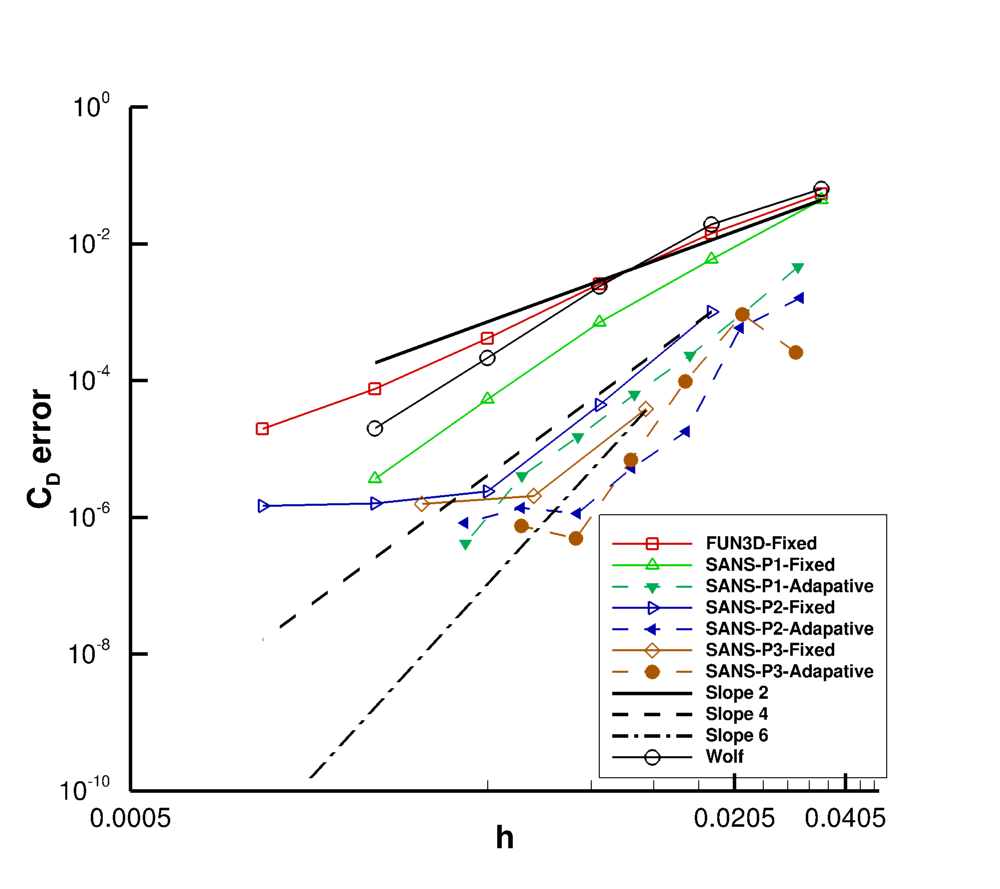 10^0
10^-2
10^-4
10^-6
10^-8
10^-10
C_D error
0.0005
0.0205
0.0405
h
FUN3D-Fixed
SANS-P1-Fixed
SANS-P1-Adapative
SANS-P2-Fixed
SANS-P2-Adapative
SANS-P3-Fixed
SANS-P3-Adapative
Slope 2
Slope 4
Slope 6
Wolf